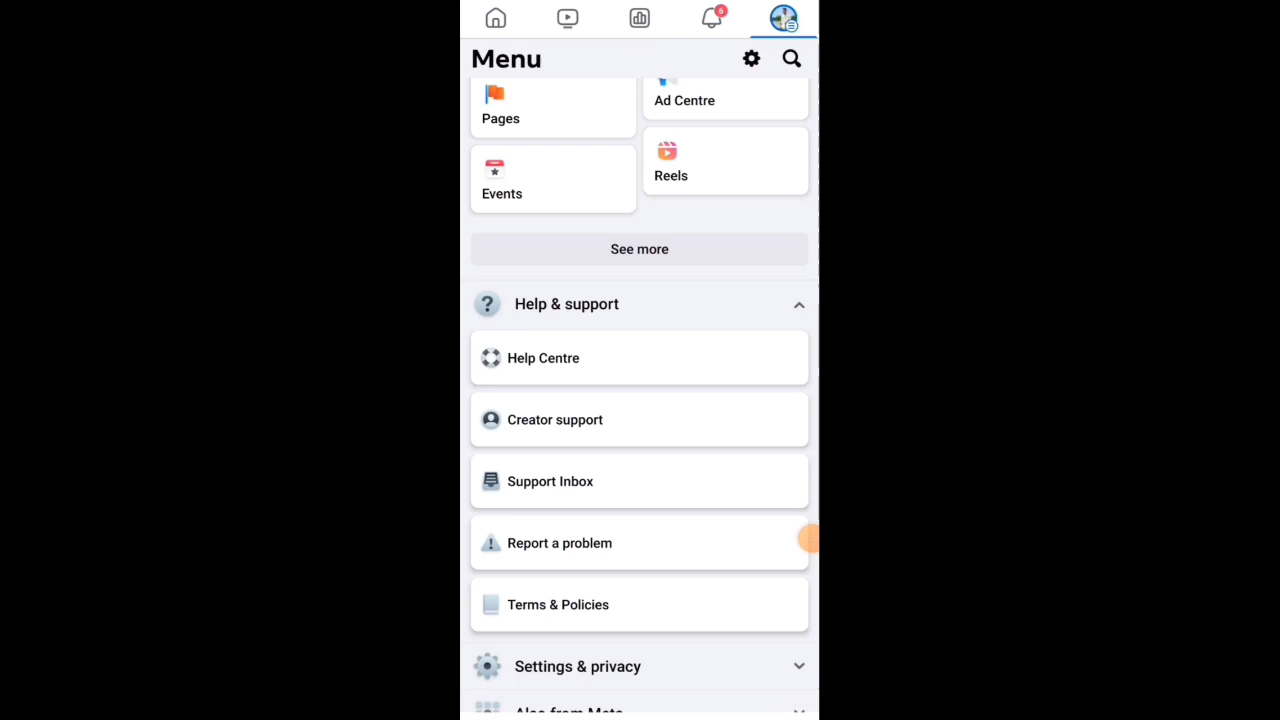 6
Menu
Ad Centre
Pages
Reels
Events
See more
Help & support
Help Centre
Creator support
Support Inbox
Report a problem
Terms & Policies
Settings & privacy
Also from Meta